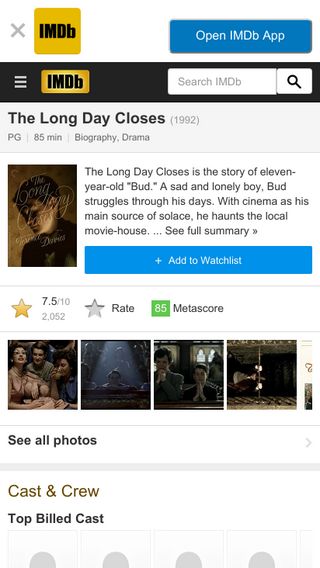 IMDb
Open IMDb App
IMDb
Search IMDb
The Long Day Closes (1992)
PG | 85 min | Biography, Drama
The Long Day Closes
Terence Davies
The Long Day Closes is the story of eleven-
year-old "Bud." A sad and lonely boy, Bud
struggles through his days. With cinema as his
main source of solace, he haunts the local
movie-house. ... See full summary »
+ Add to Watchlist
7.5/10
2,052
Rate
85 Metascore
See all photos
Cast & Crew
Top Billed Cast